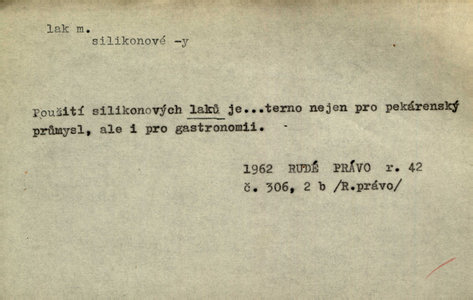 lak m.
silikonové -y
Použití silikonových laků je...terno nejen pro pekárenský
průmysl, ale i pro gastronomii.
1962 RUDÉ PRÁVO r. 42
č. 306, 2 b /R.právo/